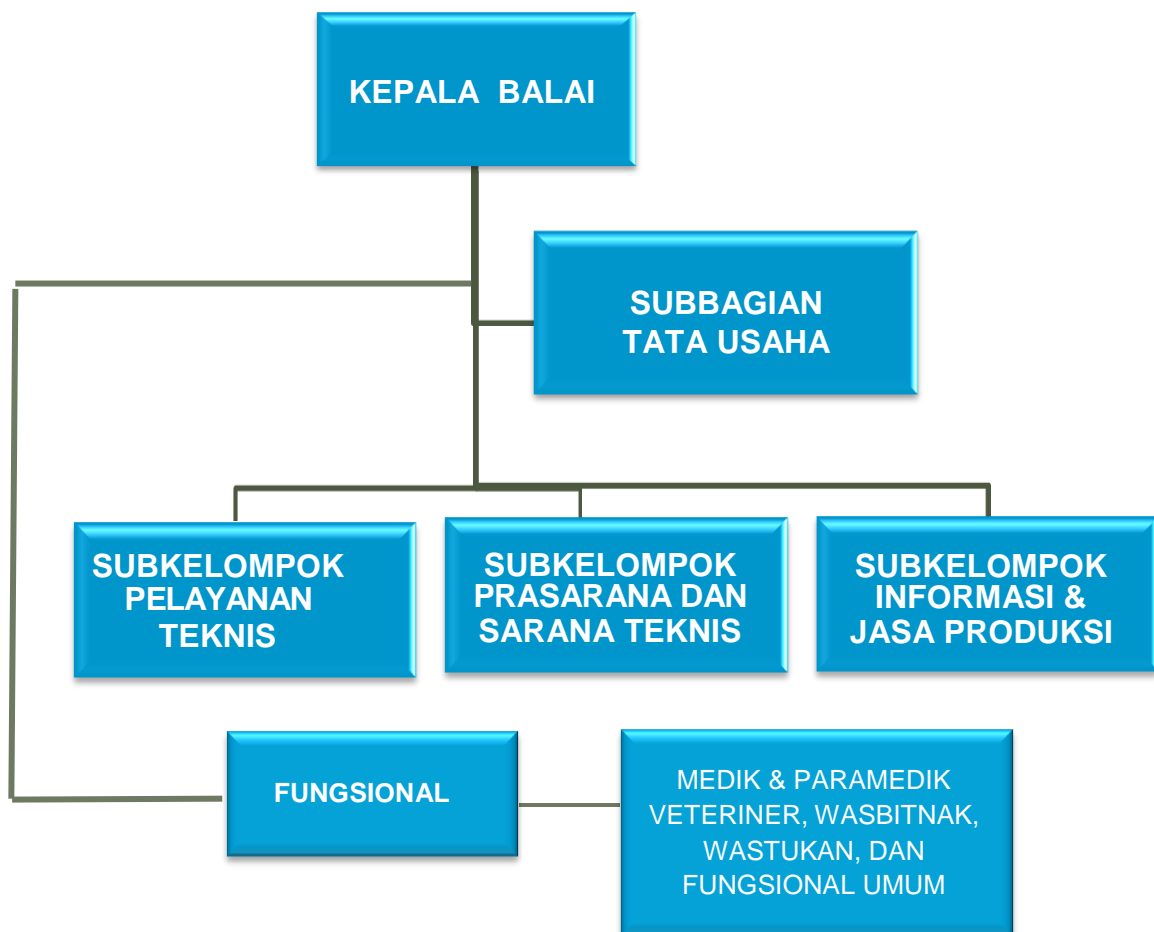 KEPALA BALAI
SUBBAGIAN
TATA USAHA
SUBKELOMPOK
PELAYANAN
TEKNIS
SUBKELOMPOK
PRASARANA DAN
SARANA TEKNIS
SUBKELOMPOK
INFORMASI &
JASA PRODUKSI
FUNGSIONAL
MEDIK & PARAMEDIK
VETERINER, WASBITNAK,
WASTUKAN, DAN
FUNGSIONAL UMUM